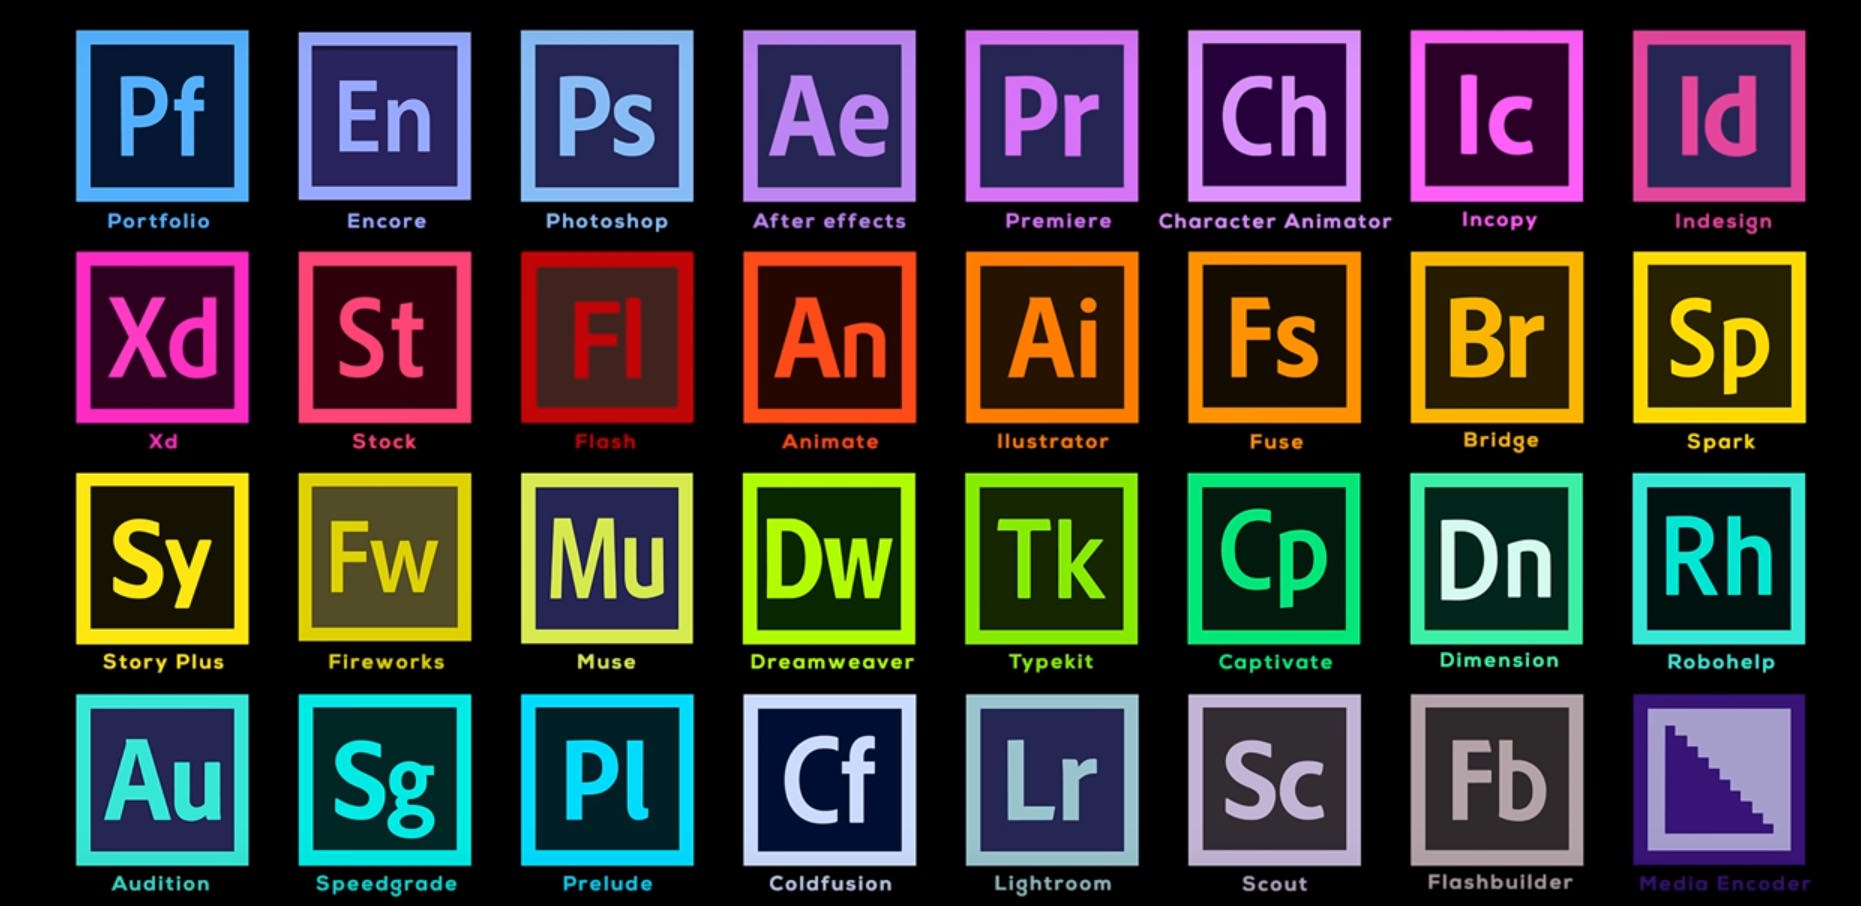 Pf En Ps Ae Pr Ch Ic Id
Portfolio Encore Photoshop After effects Premiere Character Animator Incopy Indesign
Xd St Fl An Ai Fs Br Sp
Xd Stock Flash Animate Ilustrator Fuse Bridge Spark
Sy Fw Mu Dw Tk Cp Dn Rh
Story Plus Fireworks Muse Dreamweaver Typekit Captivate Dimension Robohelp
Au Sg Pl Cf Lr Sc Fb
Audition Speedgrade Prelude Coldfusion Lightroom Scout Flashbuilder Media Encoder